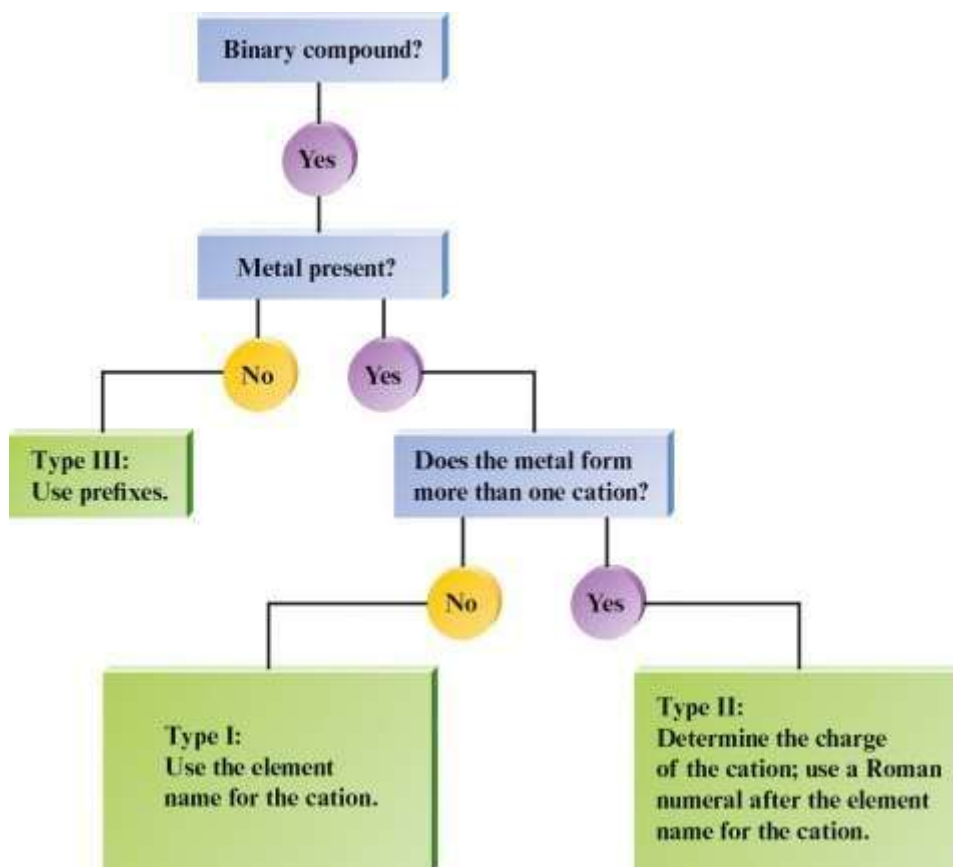 Binary compound?
Yes
Metal present?
No
Yes
Type III:
Use prefixes.
Does the metal form
more than one cation?
No
Yes
Type I:
Use the element
name for the cation.
Type II:
Determine the charge
of the cation; use a Roman
numeral after the element
name for the cation.